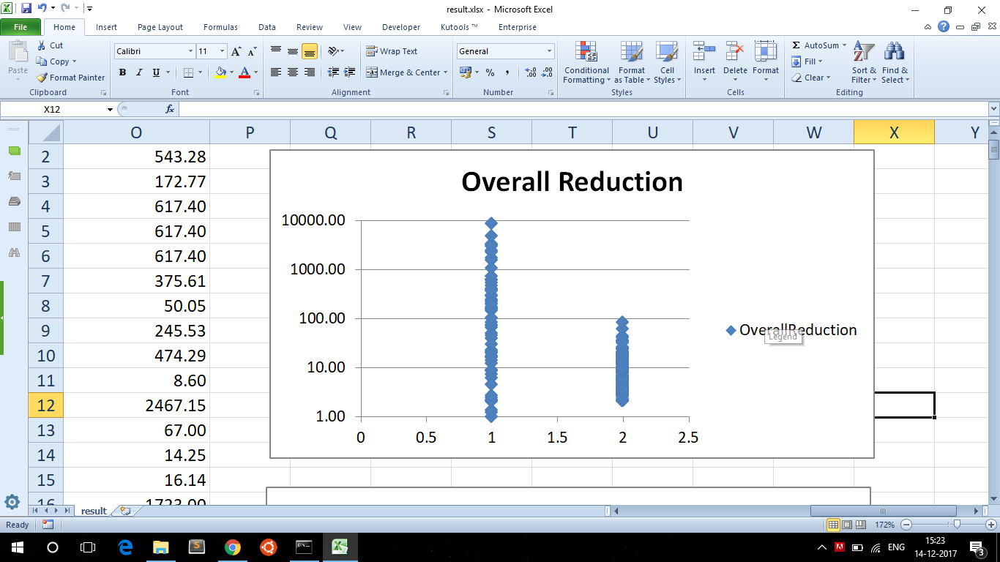 result.xlsx - Microsoft Excel
File Home Insert Page Layout Formulas Data Review View Developer Kutools ™ Enterprise
Paste
Cut
Copy
Format Painter
Clipboard
Calibri 11
B I U
Font
Wrap Text
Merge & Center
Alignment
General
Number
Conditional Formatting
Format as Table
Cell Styles
Styles
Insert Delete Format
Cells
AutoSum
Fill
Clear
Sort & Filter
Find & Select
Editing
X12 fx
O P Q R S T U V W X Y
2 543.28
3 172.77
4 617.40
5 617.40
6 617.40
7 375.61
8 50.05
9 245.53
10 474.29
11 8.60
12 2467.15
13 67.00
14 14.25
15 16.14
16 1723.00
Overall Reduction
10000.00
1000.00
100.00
10.00
1.00
0 0.5 1 1.5 2 2.5
OverallReduction
Legend
result
Ready 172%
ENG 15:23
14-12-2017
3